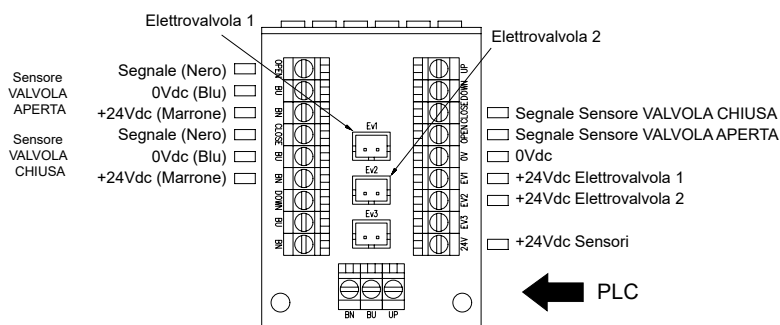 Elettrovalvola 1
Elettrovalvola 2
Sensore
VALVOLA
APERTA
Segnale (Nero)
0Vdc (Blu)
+24Vdc (Marrone)
Sensore
VALVOLA
CHIUSA
Segnale (Nero)
0Vdc (Blu)
+24Vdc (Marrone)
OPEN
BU
BN
CLOSE
BU
BN
DOWN
BU
BN
Ev1
Ev2
Ev3
UP
DOWN
CLOSE
OPEN
0V
EV1
EV2
EV3
24V
Segnale Sensore VALVOLA CHIUSA
Segnale Sensore VALVOLA APERTA
0Vdc
+24Vdc Elettrovalvola 1
+24Vdc Elettrovalvola 2
+24Vdc Sensori
PLC
BN BU UP